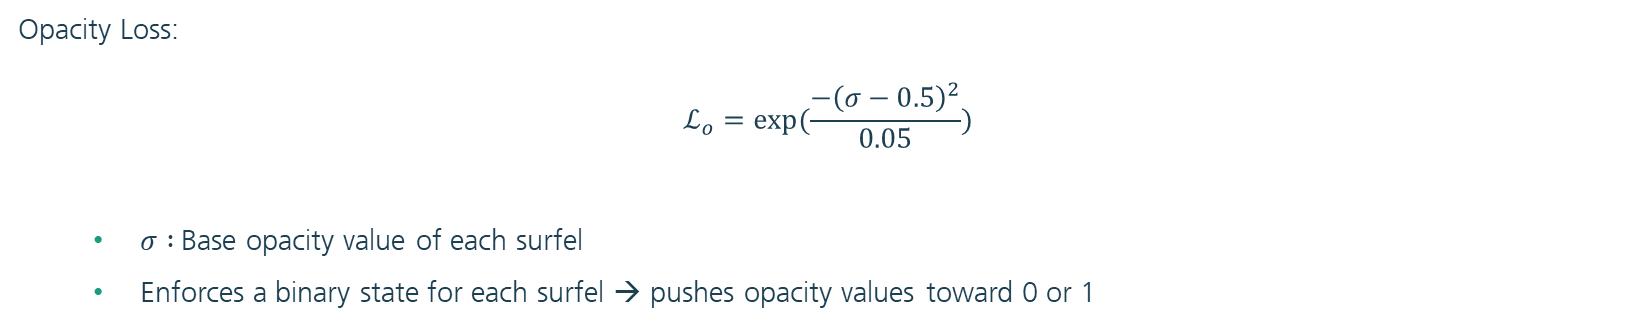 Opacity Loss:
ℒₒ = exp(−(σ − 0.5)² / 0.05)
• σ : Base opacity value of each surfel
• Enforces a binary state for each surfel → pushes opacity values toward 0 or 1